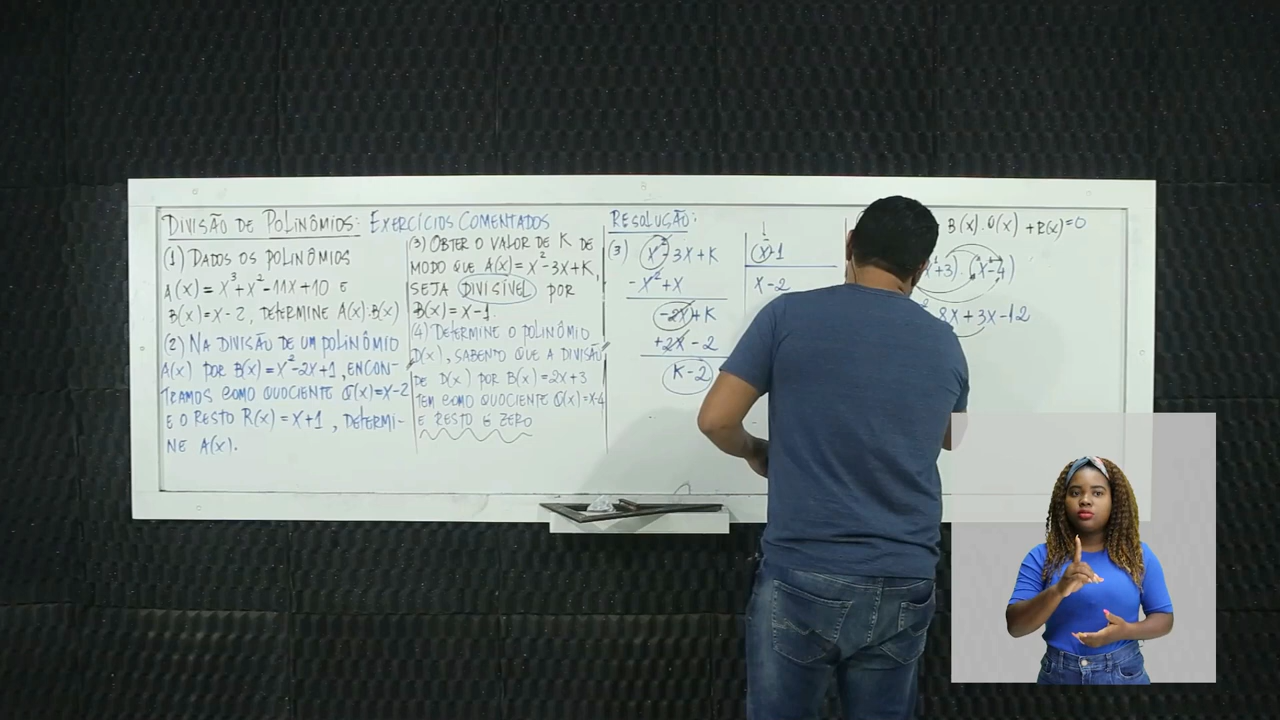 DIVISÃO DE POLINÔMIOS: EXERCÍCIOS COMENTADOS
(1) DADOS OS POLINÔMIOS
A(X) = X³+X²-11X+10 E
B(X) = X-2, DETERMINE A(X):B(X)
(2) NA DIVISÃO DE UM POLINÔMIO
A(X) POR B(X)=X²-2X+1, ENCON-
TRAMOS COMO QUOCIENTE Q(X)=X-2
E O RESTO R(X)=X+1, DETERMI-
NE A(X).
(3) OBTER O VALOR DE K DE
MODO QUE A(X)=X²-3X+K,
SEJA DIVISÍVEL POR
B(X)=X-1.
(4) DETERMINE O POLINÔMIO
D(X), SABENDO QUE A DIVISÃO
DE D(X) POR B(X)=2X+3
TEM COMO QUOCIENTE Q(X)=X-4
E RESTO É ZERO
RESOLUÇÃO:
(3) X²-3X+K
-X²+X
-2X+K
+2X-2
K-2
X-1
X-2
B(X).Q(X)+R(X)=0
X+3).(X-4)
8X+3X-12